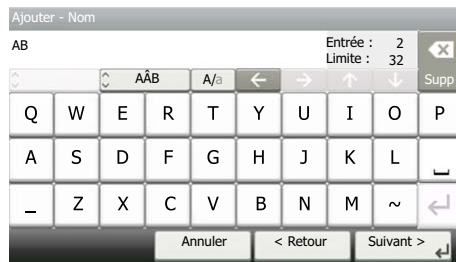 Ajouter - Nom
AB Entrée : 2
Limite : 32
AÂB A/a ← → ↑ ↓ Supp
Q W E R T Y U I O P
A S D F G H J K L
_ Z X C V B N M ~
Annuler < Retour Suivant >